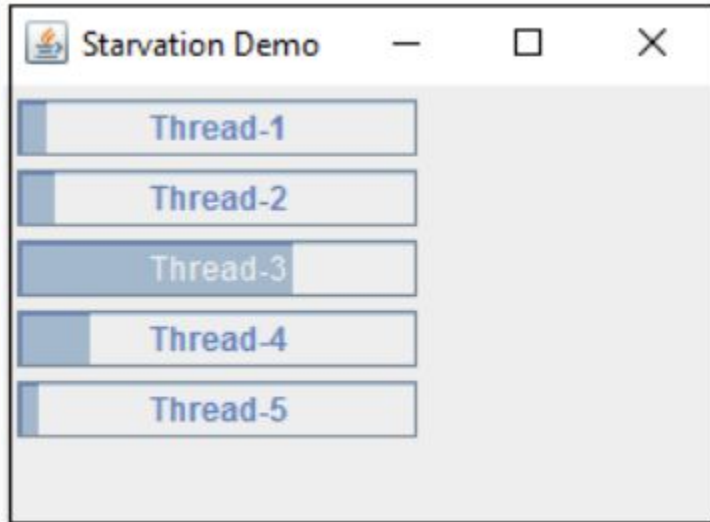 Starvation Demo
Thread-1
Thread-2
Thread-3
Thread-4
Thread-5